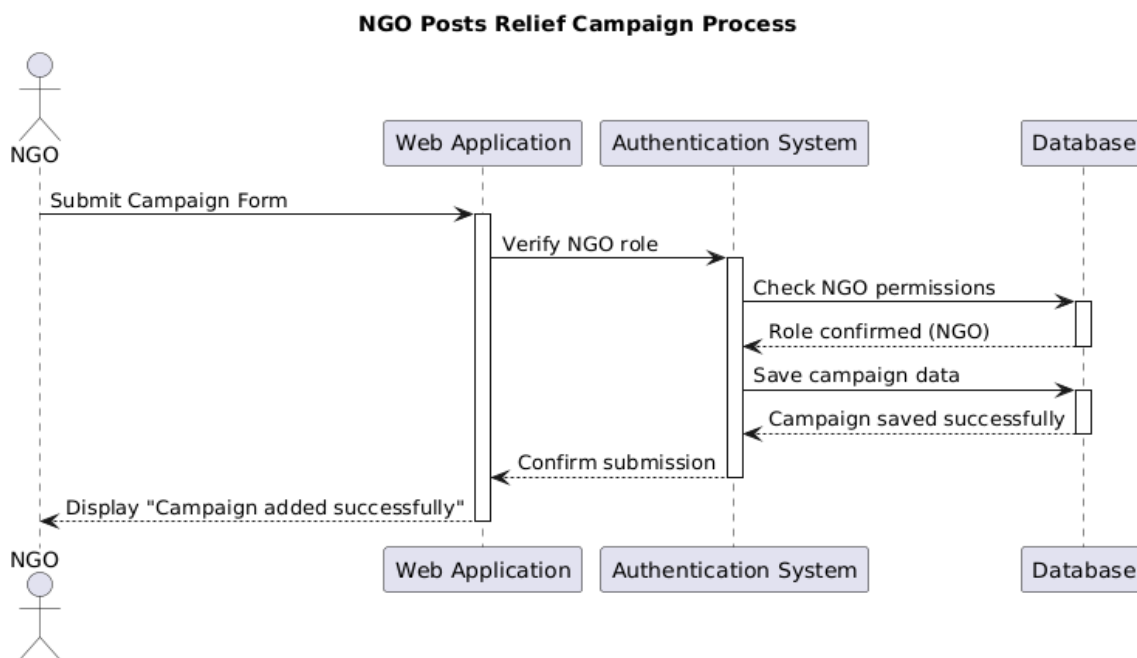 NGO Posts Relief Campaign Process
NGO
Web Application
Authentication System
Database
Submit Campaign Form
Verify NGO role
Check NGO permissions
Role confirmed (NGO)
Save campaign data
Campaign saved successfully
Confirm submission
Display "Campaign added successfully"
NGO
Web Application
Authentication System
Database